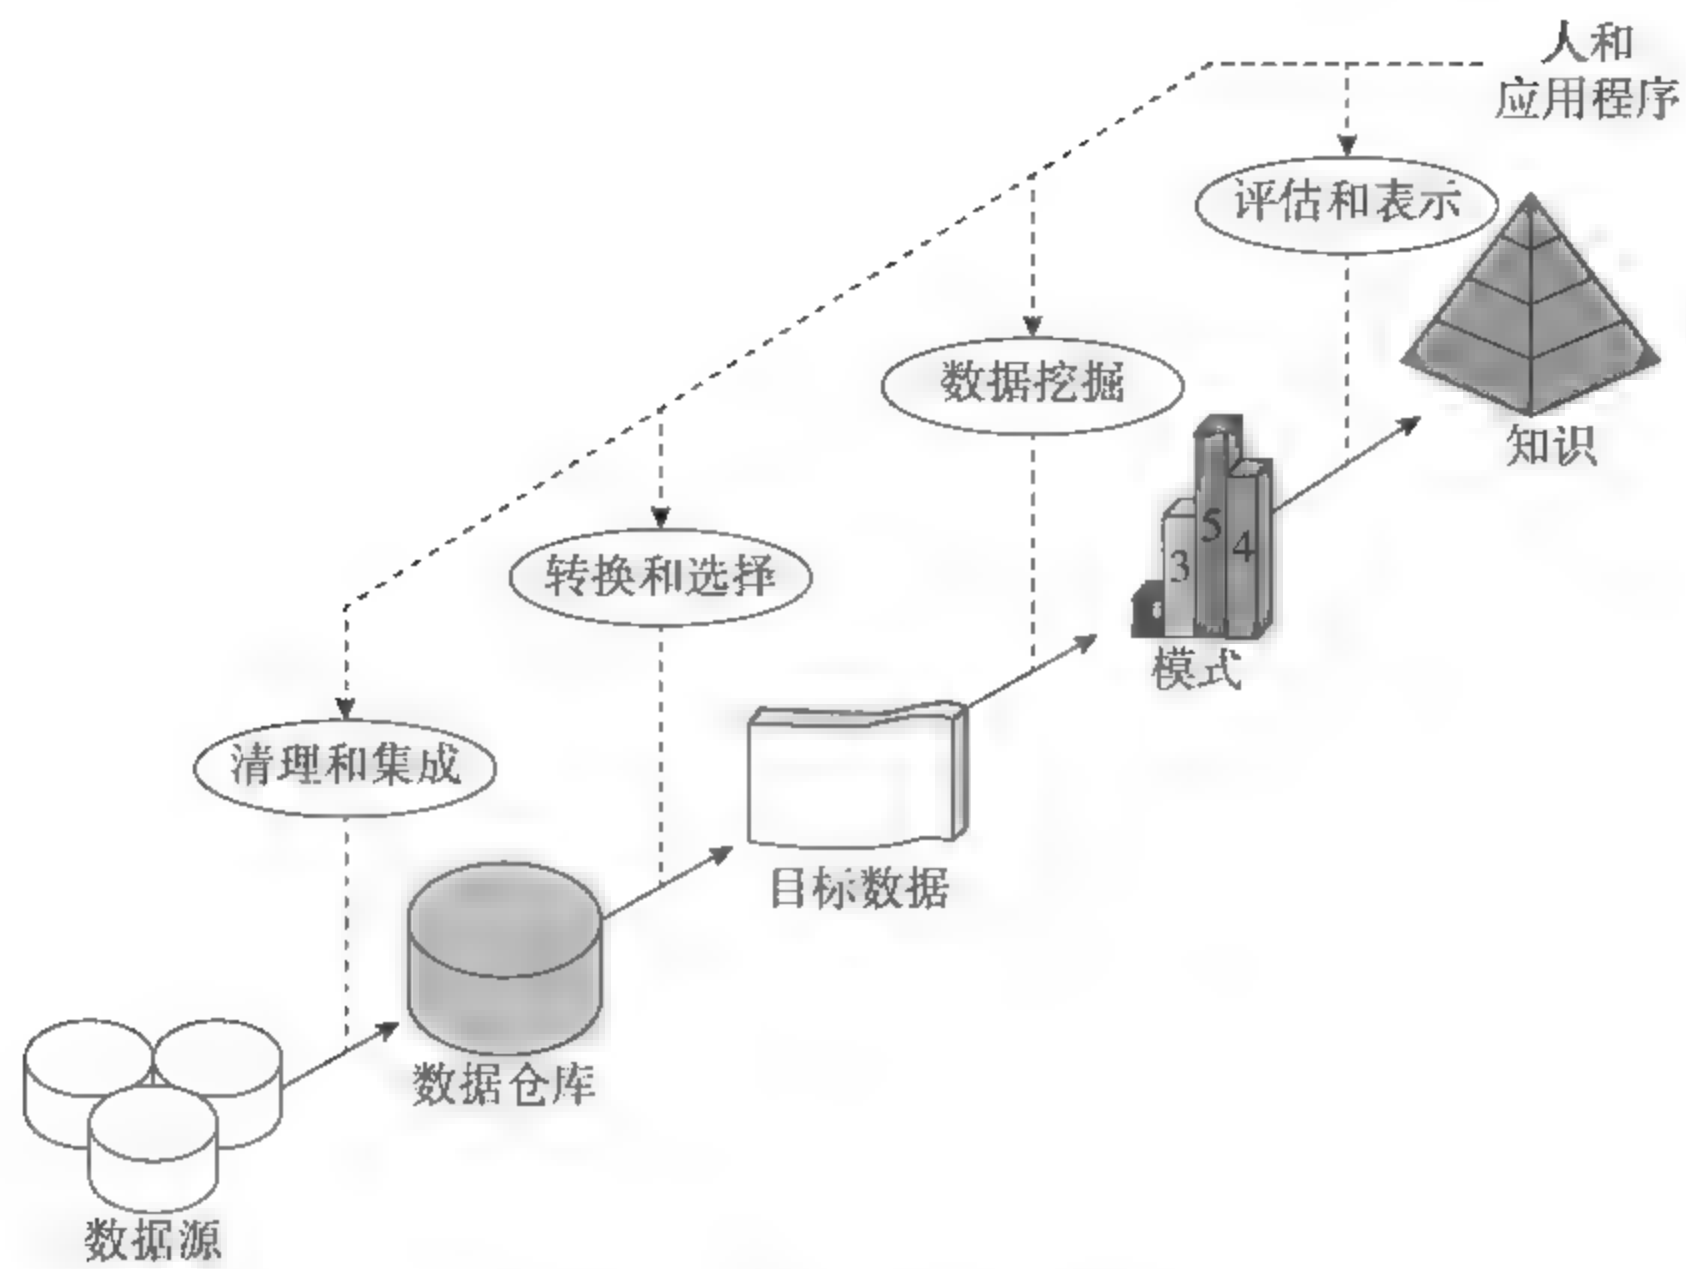 人和
应用程序
评估和表示
数据挖掘
知识
5
4
3
转换和选择
模式
清理和集成
目标数据
数据仓库
数据源